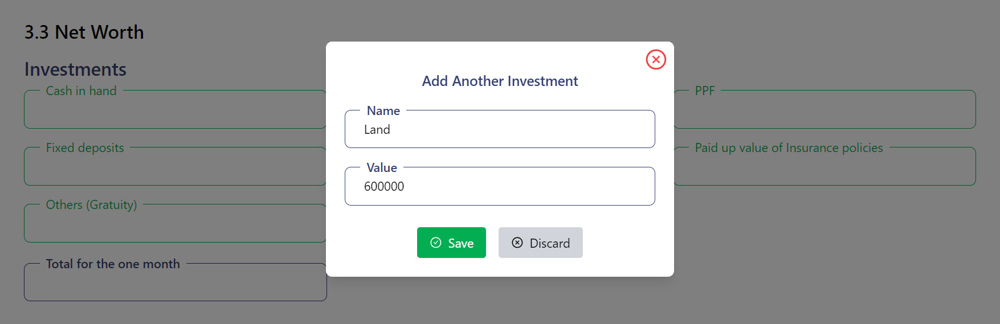 3.3 Net Worth
Investments
Cash in hand
PPF
Fixed deposits
Paid up value of Insurance policies
Others (Gratuity)
Total for the one month
Add Another Investment
Name
Land
Value
600000
Save
Discard